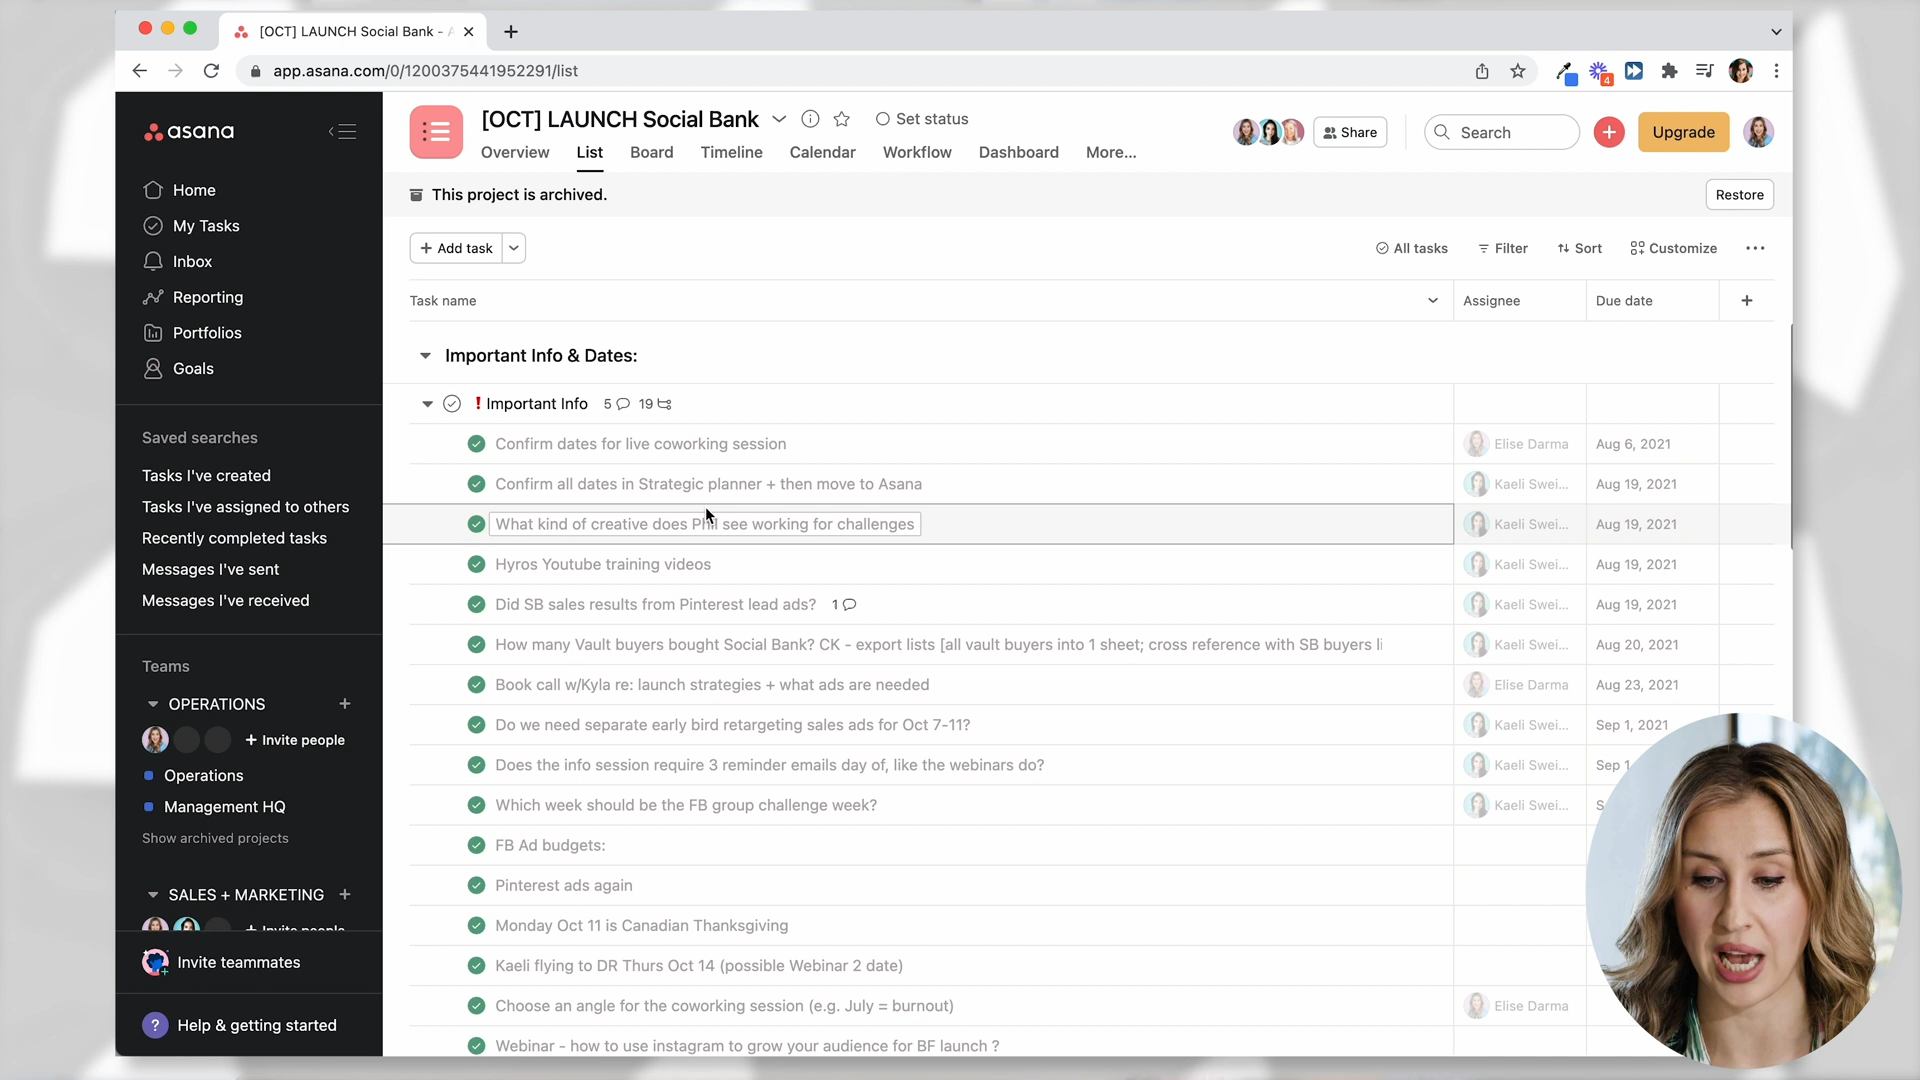 [OCT] LAUNCH Social Bank -
app.asana.com/0/1200375441952291/list
4
asana
Home
My Tasks
Inbox
Reporting
Portfolios
Goals
Saved searches
Tasks I've created
Tasks I've assigned to others
Recently completed tasks
Messages I've sent
Messages I've received
Teams
OPERATIONS
Invite people
Operations
Management HQ
Show archived projects
SALES + MARKETING
Invite people
Invite teammates
? Help & getting started
[OCT] LAUNCH Social Bank
Set status
Overview List Board Timeline Calendar Workflow Dashboard More...
Share
Search
Upgrade
This project is archived.
Restore
+ Add task
All tasks Filter Sort Customize
Task name Assignee Due date
Important Info & Dates:
! Important Info 5 19
Confirm dates for live coworking session Elise Darma Aug 6, 2021
Confirm all dates in Strategic planner + then move to Asana Kaeli Swei... Aug 19, 2021
What kind of creative does Phil see working for challenges Kaeli Swei... Aug 19, 2021
Hyros Youtube training videos Kaeli Swei... Aug 19, 2021
Did SB sales results from Pinterest lead ads? 1 Kaeli Swei... Aug 19, 2021
How many Vault buyers bought Social Bank? CK - export lists [all vault buyers into 1 sheet; cross reference with SB buyers li Kaeli Swei... Aug 20, 2021
Book call w/Kyla re: launch strategies + what ads are needed Elise Darma Aug 23, 2021
Do we need separate early bird retargeting sales ads for Oct 7-11? Kaeli Swei... Sep 1, 2021
Does the info session require 3 reminder emails day of, like the webinars do? Kaeli Swei... Sep 1
Which week should be the FB group challenge week? Kaeli Swei...
FB Ad budgets:
Pinterest ads again
Monday Oct 11 is Canadian Thanksgiving
Kaeli flying to DR Thurs Oct 14 (possible Webinar 2 date)
Choose an angle for the coworking session (e.g. July = burnout) Elise Darma
Webinar - how to use instagram to grow your audience for BF launch ?